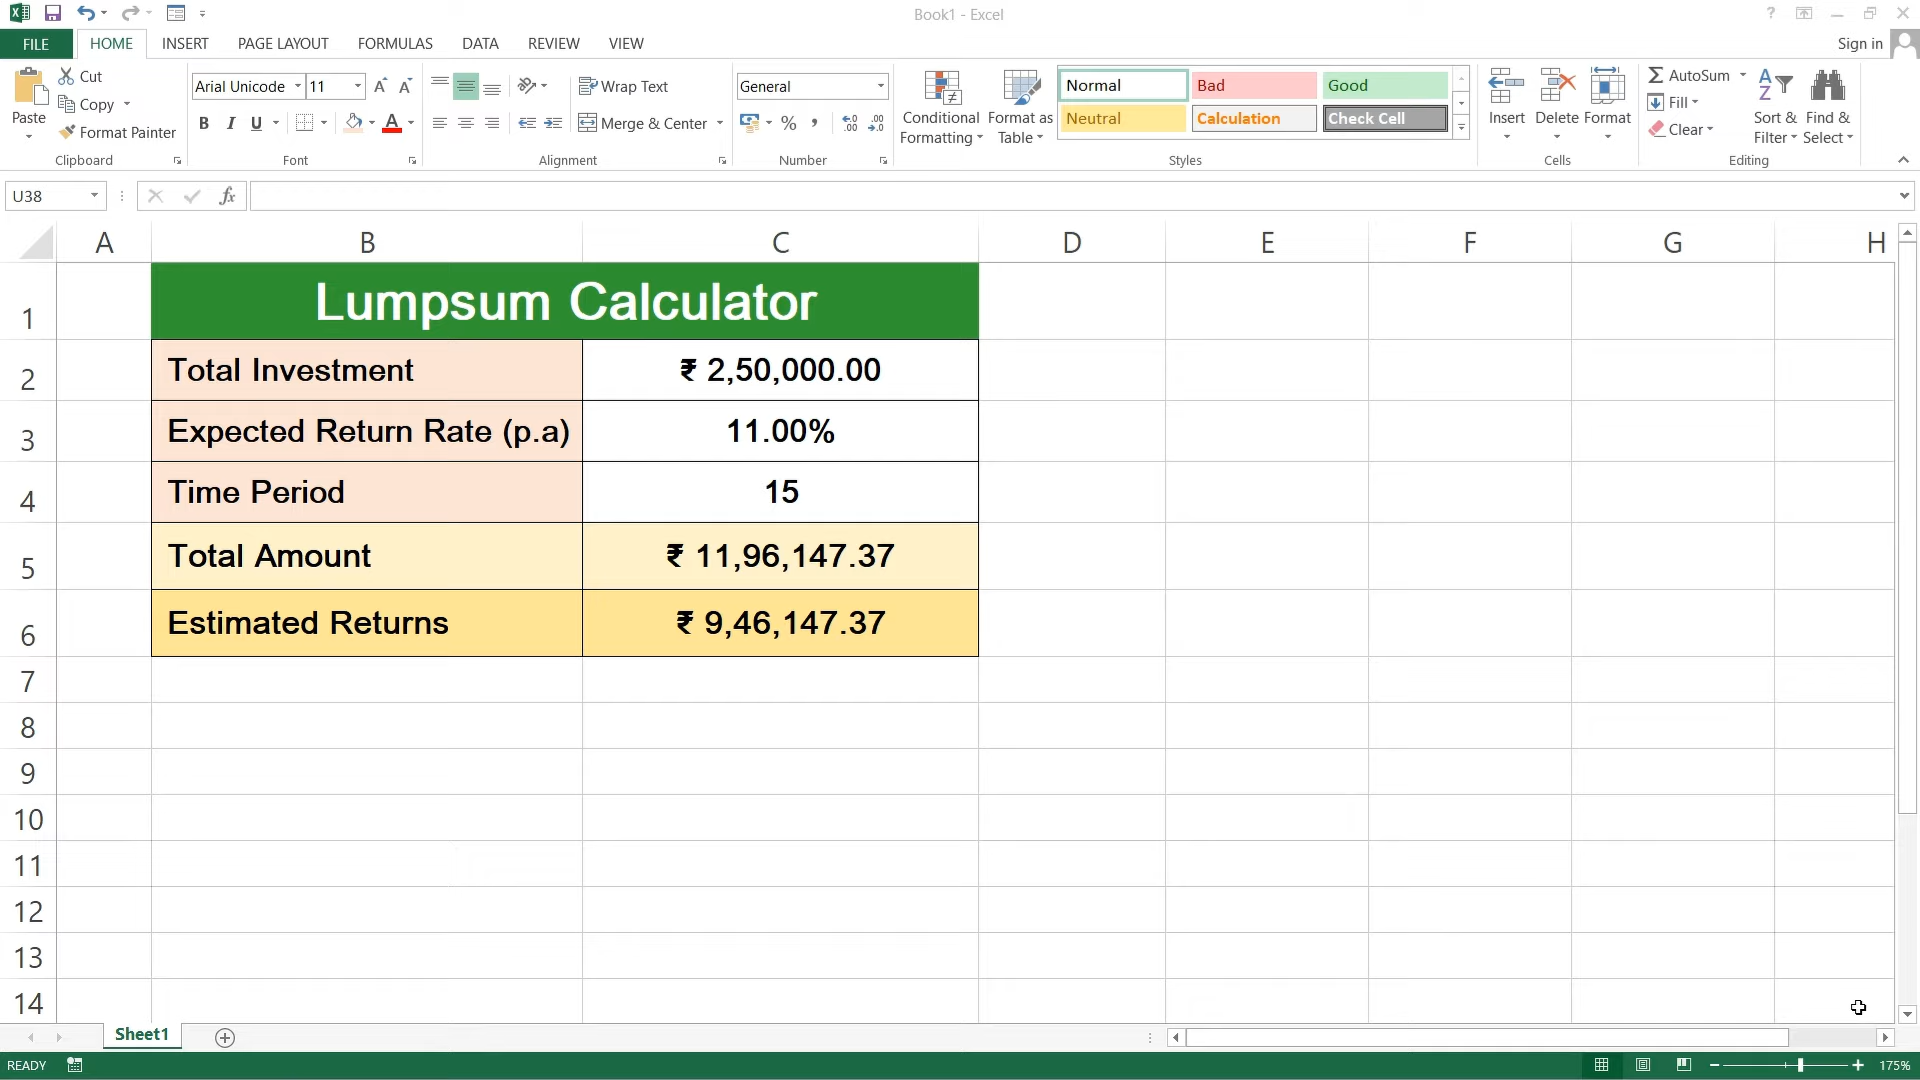 Book1 - Excel
FILE HOME INSERT PAGE LAYOUT FORMULAS DATA REVIEW VIEW Sign in
Paste Cut Copy Format Painter Clipboard
Arial Unicode 11 B I U Font
Wrap Text Merge & Center Alignment
General % , Number
Conditional Formatting Format as Table
Normal Bad Good
Neutral Calculation Check Cell
Styles
Insert Delete Format Cells
AutoSum Fill Clear Sort & Filter Find & Select Editing
U38 fx
A B C D E F G H
1 Lumpsum Calculator
2 Total Investment ₹ 2,50,000.00
3 Expected Return Rate (p.a) 11.00%
4 Time Period 15
5 Total Amount ₹ 11,96,147.37
6 Estimated Returns ₹ 9,46,147.37
7
8
9
10
11
12
13
14
Sheet1
READY 175%